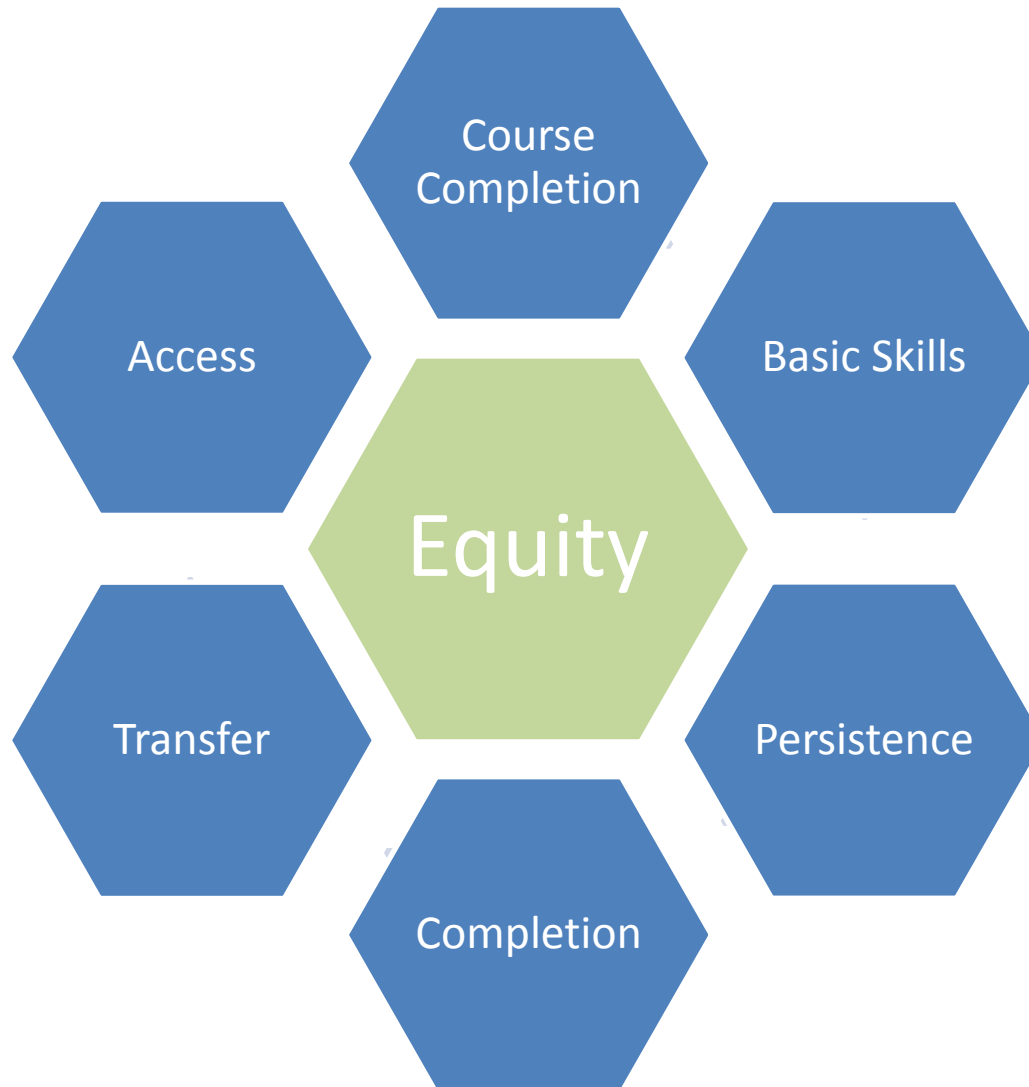 Course
Completion
Access
Basic Skills
Equity
Transfer
Persistence
Completion